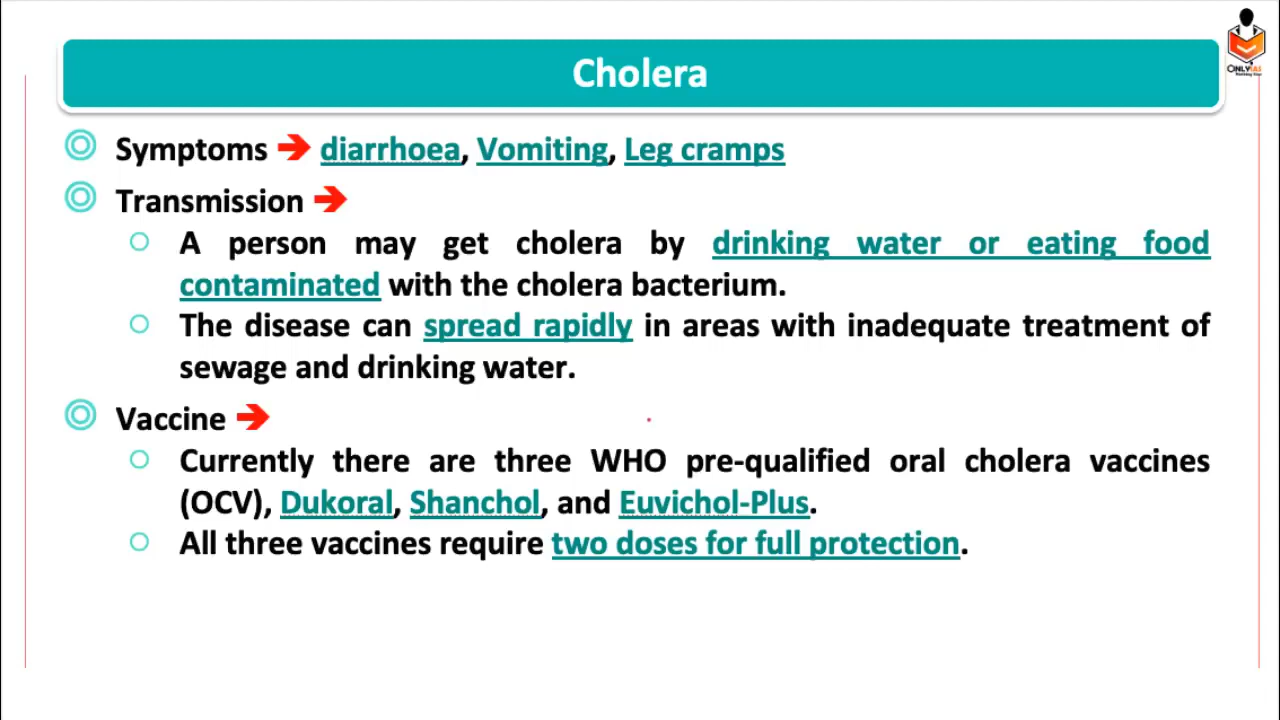 Cholera
ONLYIAS
Symptoms ➔ diarrhoea, Vomiting, Leg cramps
Transmission ➔
A person may get cholera by drinking water or eating food
contaminated with the cholera bacterium.
The disease can spread rapidly in areas with inadequate treatment of
sewage and drinking water.
Vaccine ➔
Currently there are three WHO pre-qualified oral cholera vaccines
(OCV), Dukoral, Shanchol, and Euvichol-Plus.
All three vaccines require two doses for full protection.